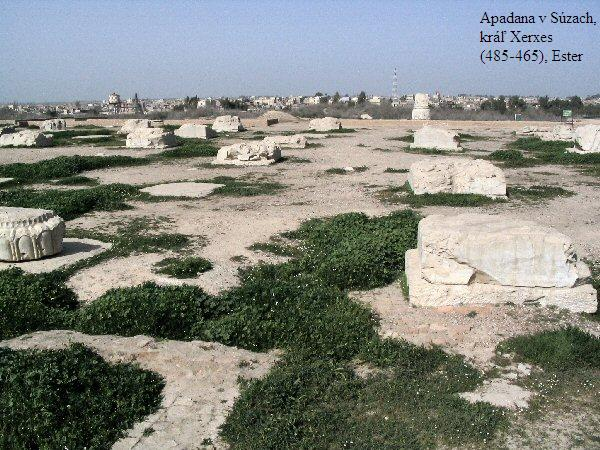 Apadana v Súzach,
kráľ Xerxes
(485-465), Ester